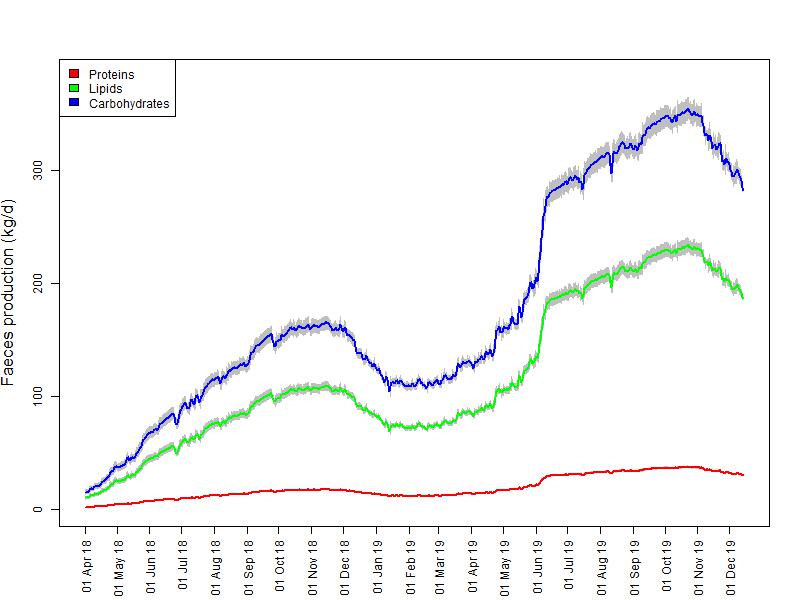 Proteins
Lipids
Carbohydrates
Faeces production (kg/d)
300
200
100
0
01 Apr 18
01 May 18
01 Jun 18
01 Jul 18
01 Aug 18
01 Sep 18
01 Oct 18
01 Nov 18
01 Dec 18
01 Jan 19
01 Feb 19
01 Mar 19
01 Apr 19
01 May 19
01 Jun 19
01 Jul 19
01 Aug 19
01 Sep 19
01 Oct 19
01 Nov 19
01 Dec 19